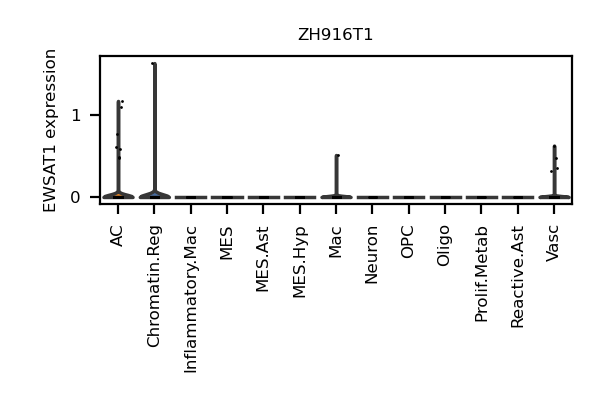 ZH916T1
EWSAT1 expression
1
0
AC
Chromatin.Reg
Inflammatory.Mac
MES
MES.Ast
MES.Hyp
Mac
Neuron
OPC
Oligo
Prolif.Metab
Reactive.Ast
Vasc